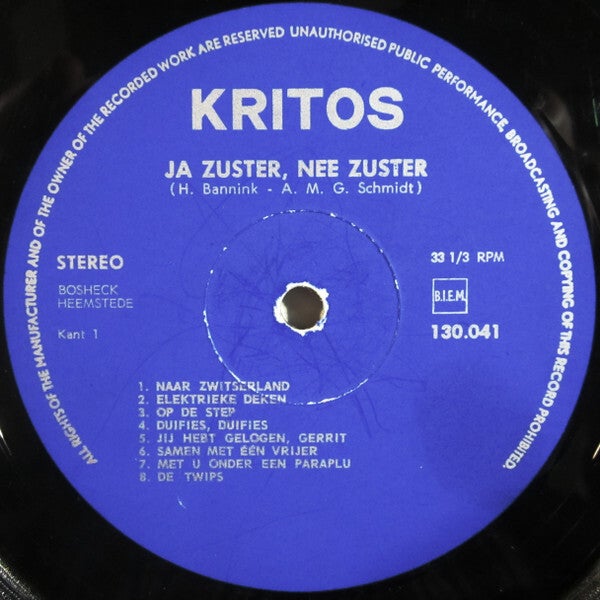 ALL RIGHTS OF THE MANUFACTURER AND OF THE OWNER OF THE RECORDED WORK ARE RESERVED UNAUTHORISED PUBLIC PERFORMANCE, BROADCASTING AND COPYING OF THIS RECORD PROHIBITED.
KRITOS
JA ZUSTER, NEE ZUSTER
(H. Bannink - A. M. G. Schmidt)
STEREO
33 1/3 RPM
BOSHECK
HEEMSTEDE
B.I.E.M.
Kant 1
130.041
1. NAAR ZWITSERLAND
2. ELEKTRIEKE DEKEN
3. OP DE STEP
4. DUIFIES, DUIFIES
5. JIJ HEBT GELOGEN, GERRIT
6. SAMEN MET ÉÉN VRIJER
7. MET U ONDER EEN PARAPLU
8. DE TWIPS